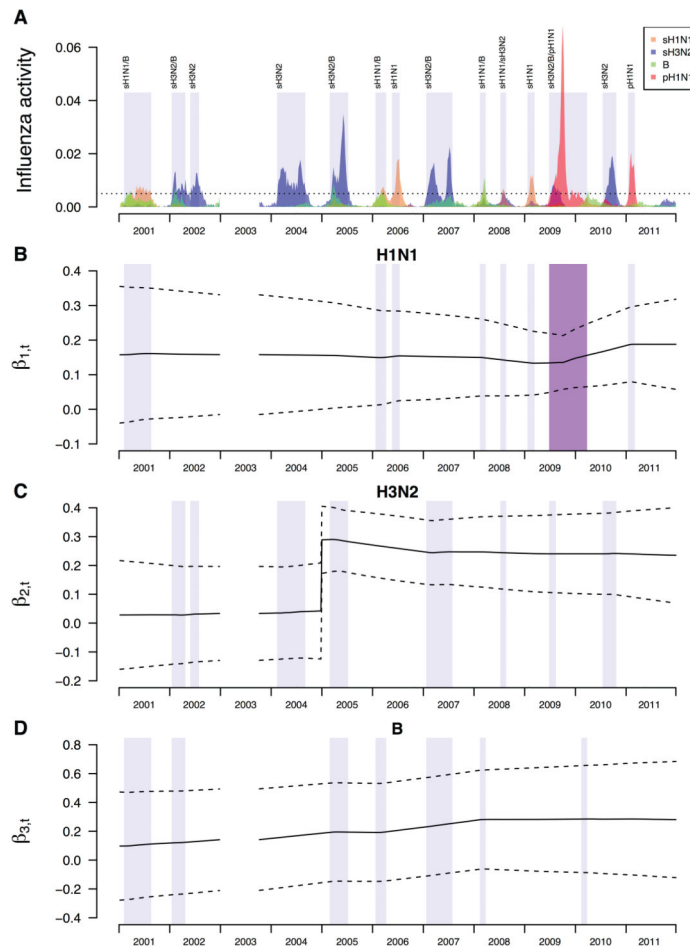 A
sH1N1/B
sH3N2/B
sH3N2
sH3N2
sH3N2/B
sH1N1/B
sH1N1
sH3N2/B
sH1N1/B
sH1N1/sH3N2
sH1N1
sH3N2/B/pH1N1
sH3N2
pH1N1
sH1N1
sH3N2
B
pH1N1
Influenza activity
0.06
0.04
0.02
0.00
2001 2002 2003 2004 2005 2006 2007 2008 2009 2010 2011
B
H1N1
β1,t
0.4
0.3
0.2
0.1
0.0
−0.1
2001 2002 2003 2004 2005 2006 2007 2008 2009 2010 2011
C
H3N2
β2,t
0.4
0.3
0.2
0.1
0.0
−0.1
−0.2
2001 2002 2003 2004 2005 2006 2007 2008 2009 2010 2011
D
B
β3,t
0.8
0.6
0.4
0.2
0.0
−0.2
−0.4
2001 2002 2003 2004 2005 2006 2007 2008 2009 2010 2011